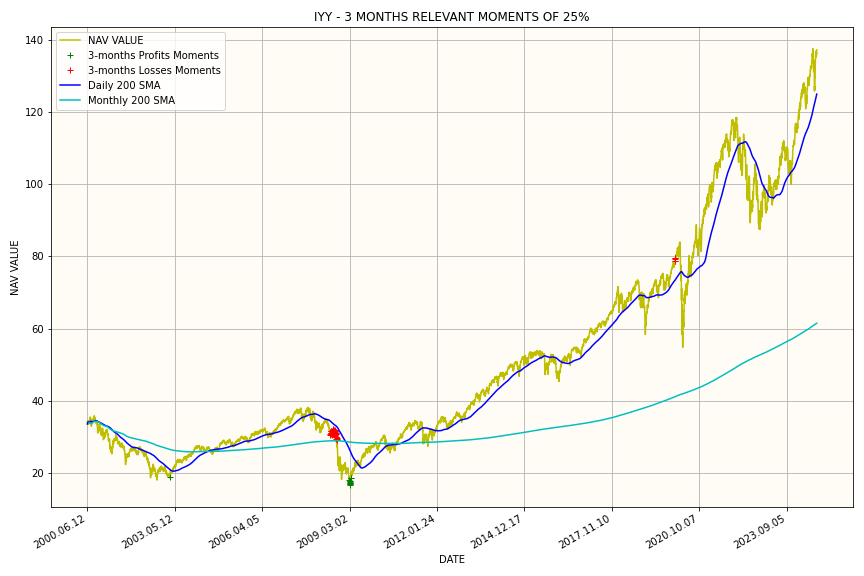 IYY - 3 MONTHS RELEVANT MOMENTS OF 25%
NAV VALUE
3-months Profits Moments
3-months Losses Moments
Daily 200 SMA
Monthly 200 SMA
140
120
100
80
60
40
20
NAV VALUE
2000.06.12
2003.05.12
2006.04.05
2009.03.02
2012.01.24
2014.12.17
2017.11.10
2020.10.07
2023.09.05
DATE